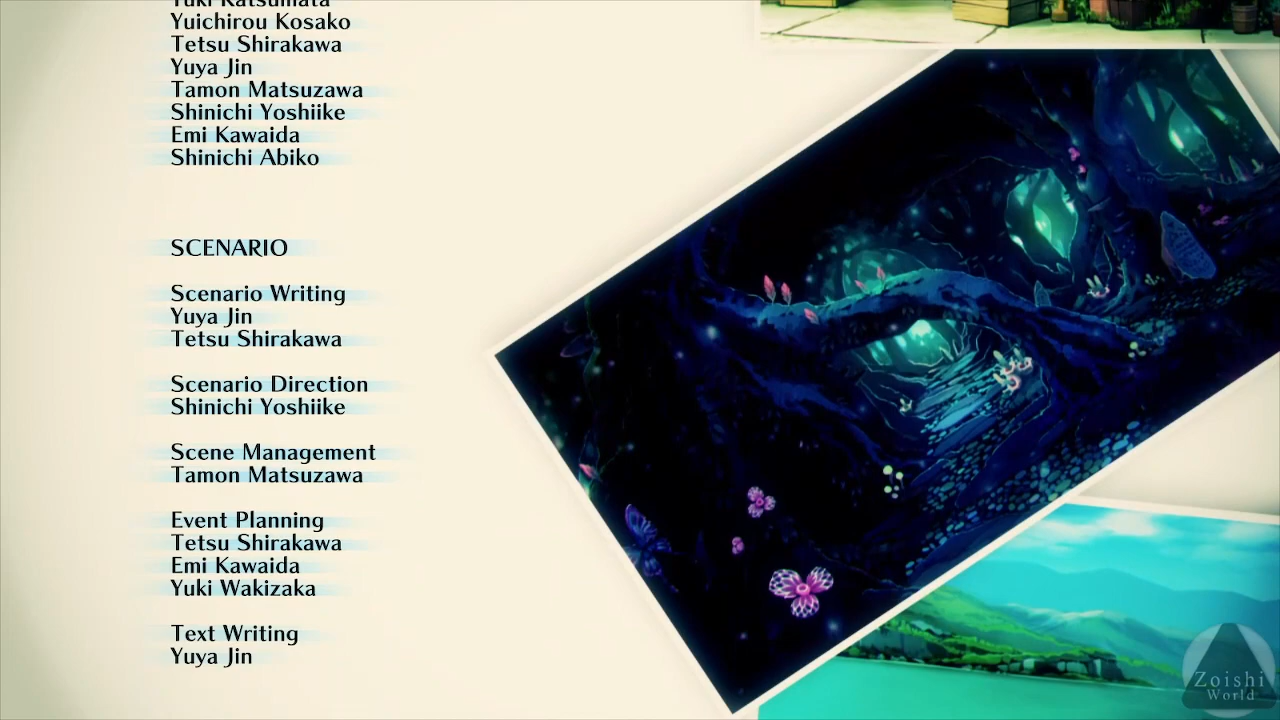 Yuki Katsumata
Yuichirou Kosako
Tetsu Shirakawa
Yuya Jin
Tamon Matsuzawa
Shinichi Yoshiike
Emi Kawaida
Shinichi Abiko
SCENARIO
Scenario Writing
Yuya Jin
Tetsu Shirakawa
Scenario Direction
Shinichi Yoshiike
Scene Management
Tamon Matsuzawa
Event Planning
Tetsu Shirakawa
Emi Kawaida
Yuki Wakizaka
Text Writing
Yuya Jin
Zoishi
World